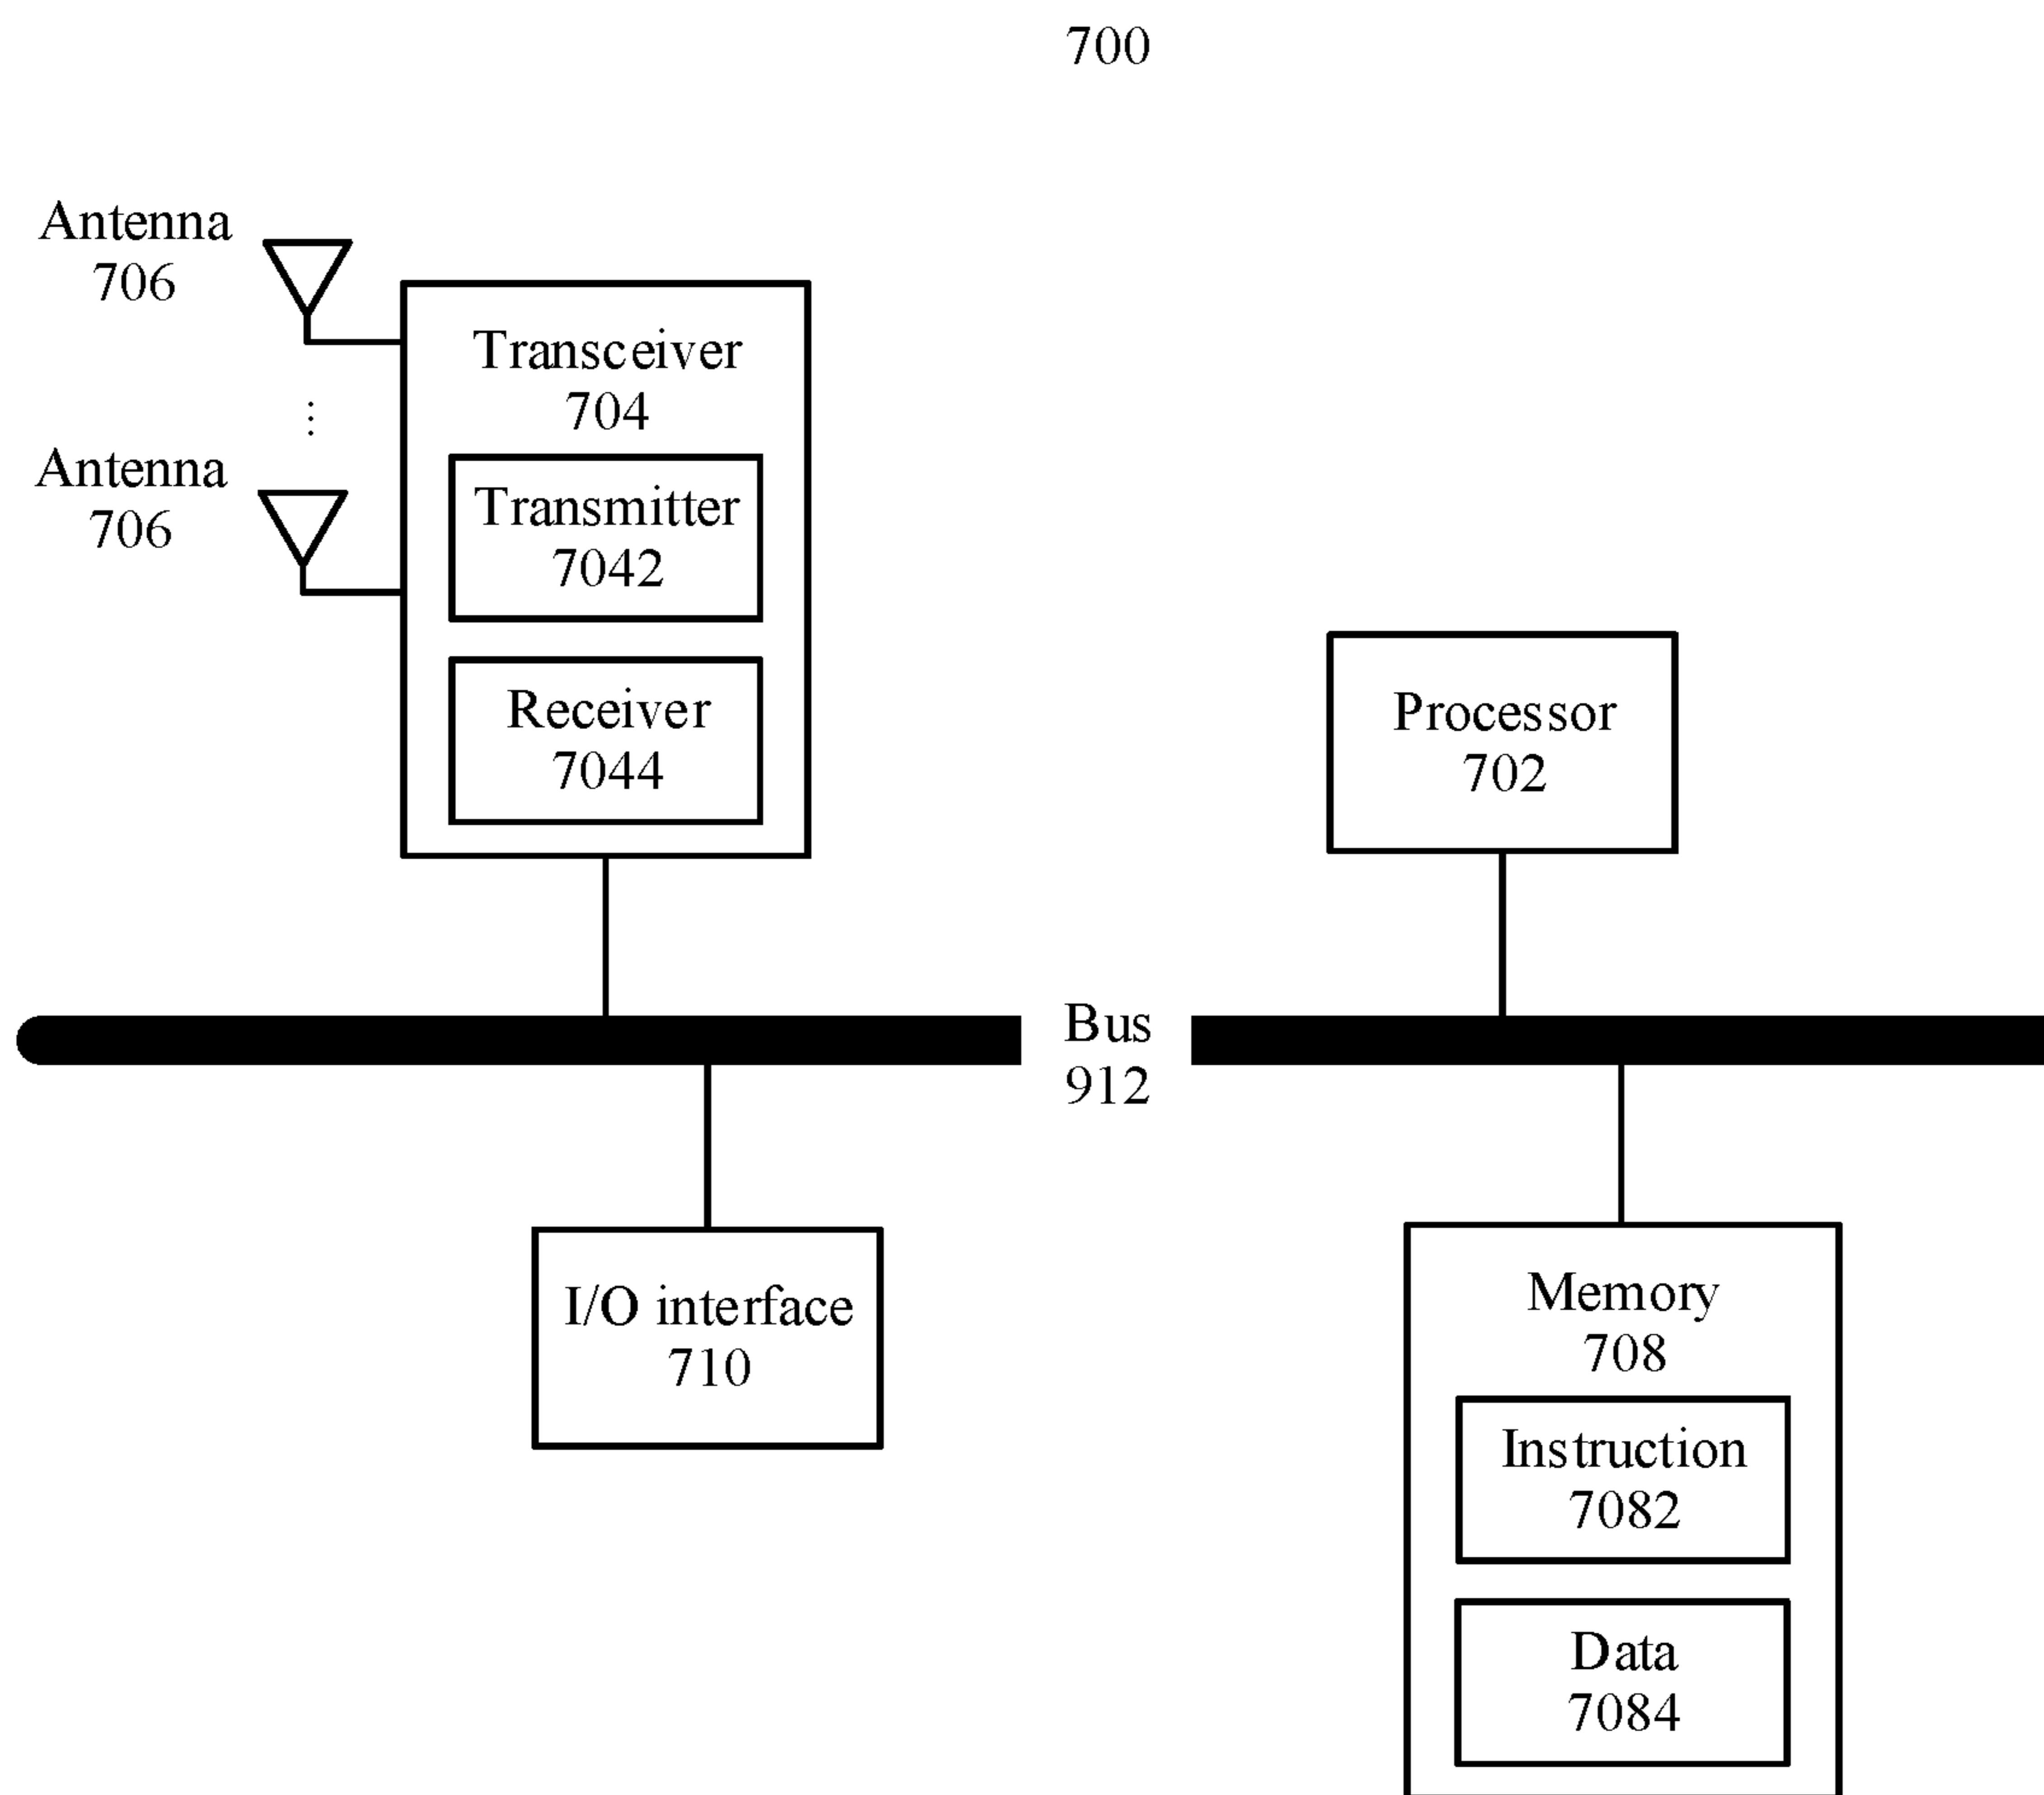 700
Antenna
706
⋮
Antenna
706
Transceiver
704
Transmitter
7042
Receiver
7044
Processor
702
Bus
912
I/O interface
710
Memory
708
Instruction
7082
Data
7084